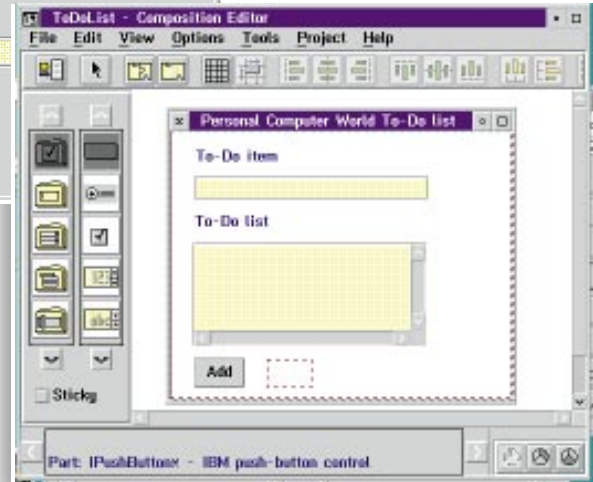 ToDoList - Composition Editor
File Edit View Options Tools Project Help
Personal Computer World To-Do list
To-Do item
To-Do list
Add
Sticky
Part: IPushButton* - IBM push-button control